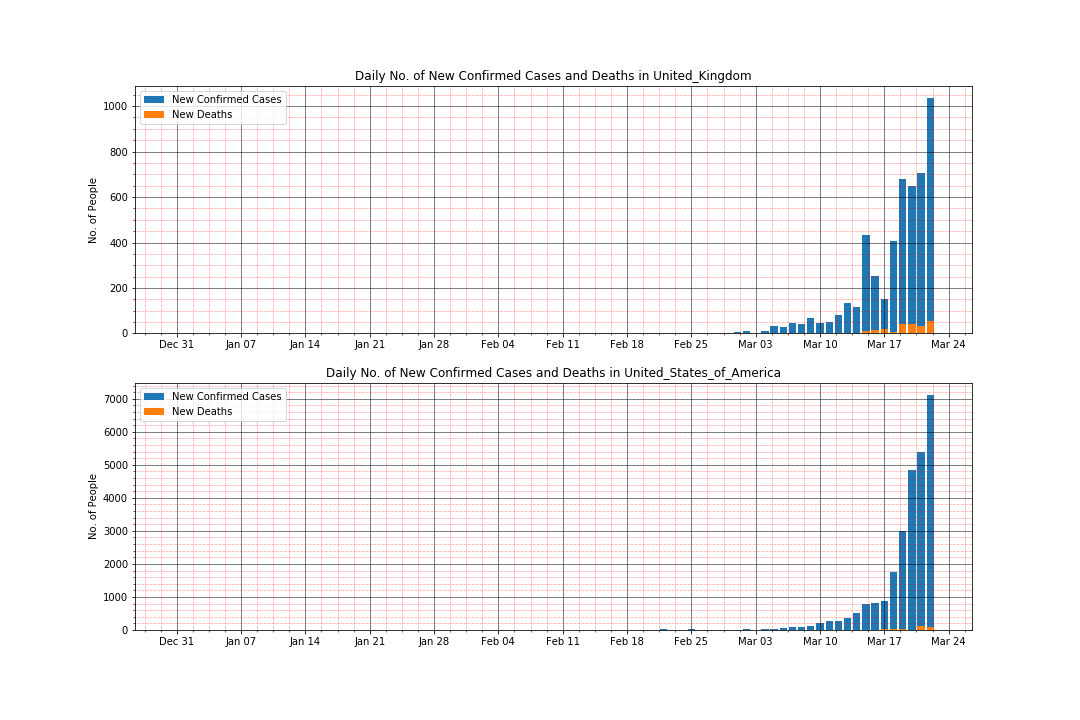 Daily No. of New Confirmed Cases and Deaths in United_Kingdom
New Confirmed Cases
New Deaths
No. of People
1000
800
600
400
200
0
Dec 31 Jan 07 Jan 14 Jan 21 Jan 28 Feb 04 Feb 11 Feb 18 Feb 25 Mar 03 Mar 10 Mar 17 Mar 24
Daily No. of New Confirmed Cases and Deaths in United_States_of_America
New Confirmed Cases
New Deaths
No. of People
7000
6000
5000
4000
3000
2000
1000
0
Dec 31 Jan 07 Jan 14 Jan 21 Jan 28 Feb 04 Feb 11 Feb 18 Feb 25 Mar 03 Mar 10 Mar 17 Mar 24